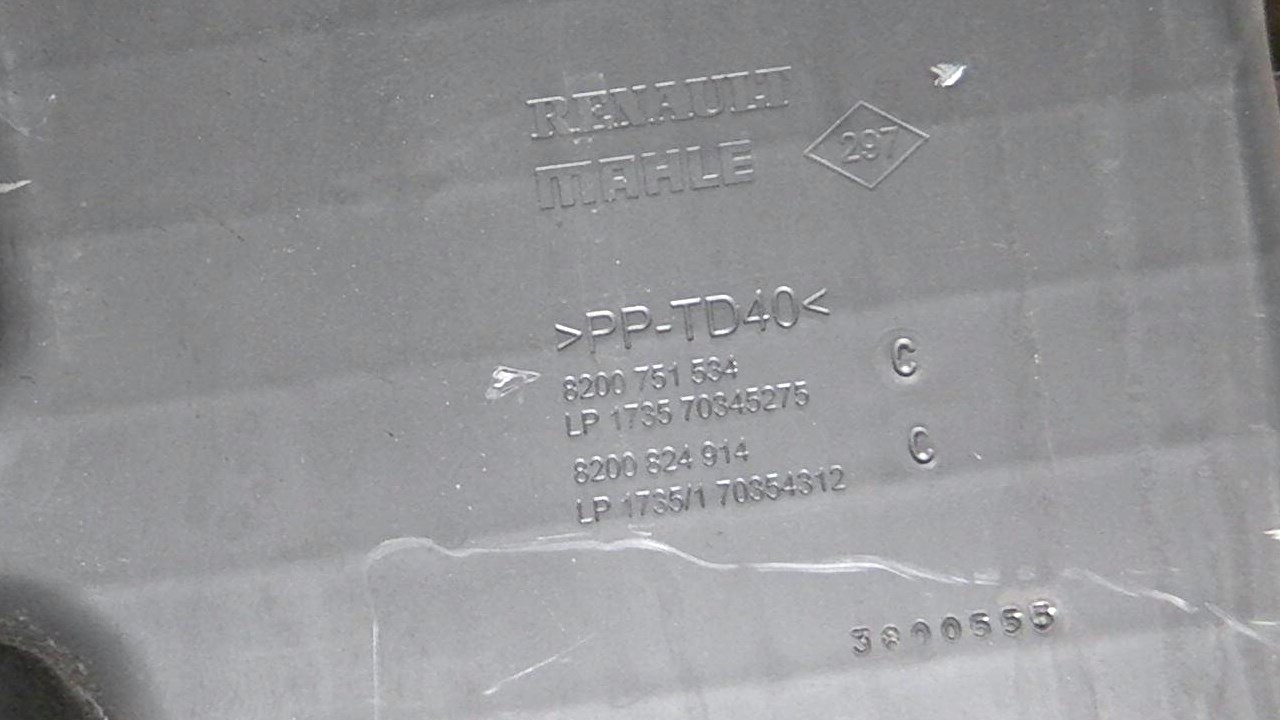 RENAULT
MAHLE
297
>PP-TD40<
8200 751 534
C
LP 1735 70345275
8200 824 914
C
LP 1735/1 70354312